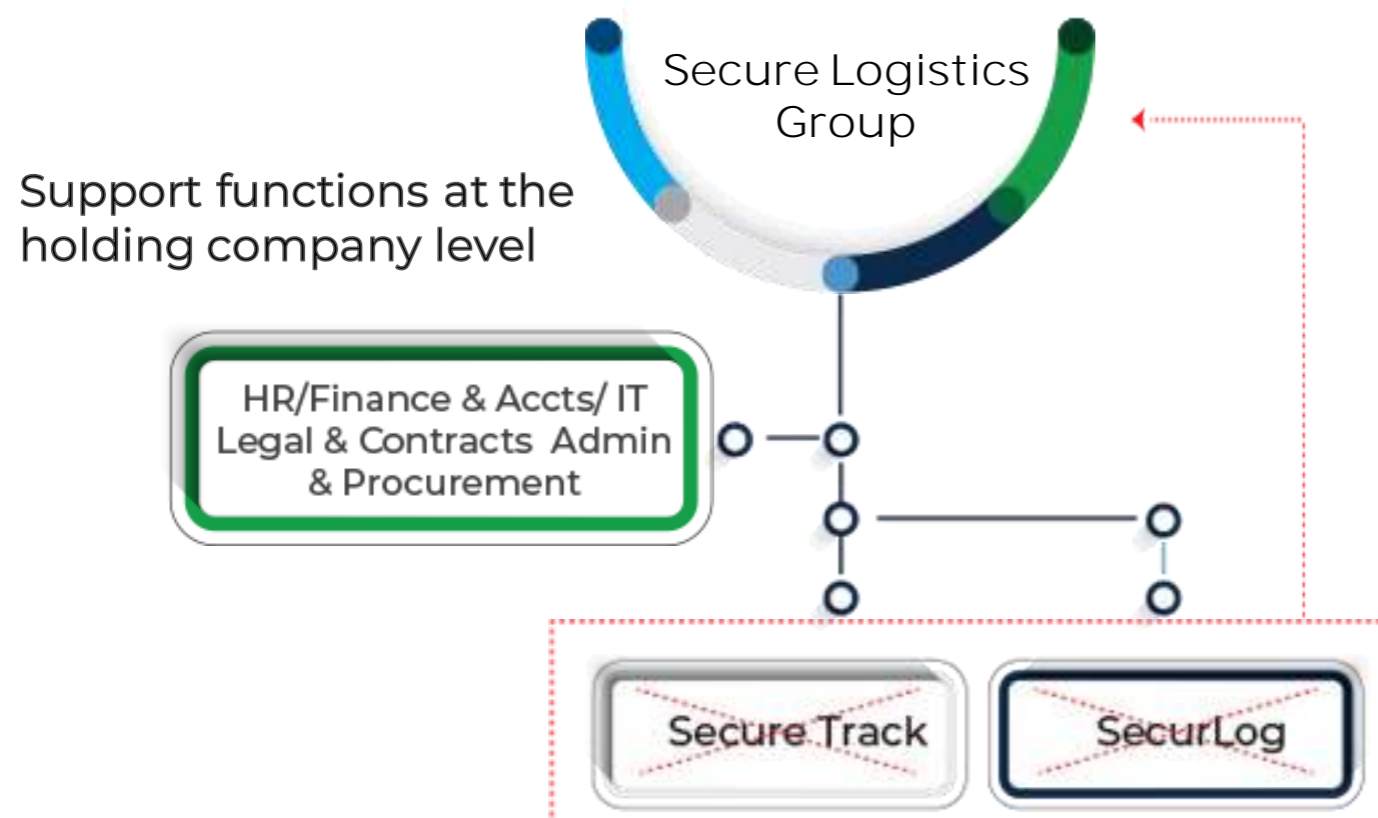 Secure Logistics
Group
Support functions at the
holding company level
HR/Finance & Accts/ IT
Legal & Contracts Admin
& Procurement
Secure Track
SecurLog